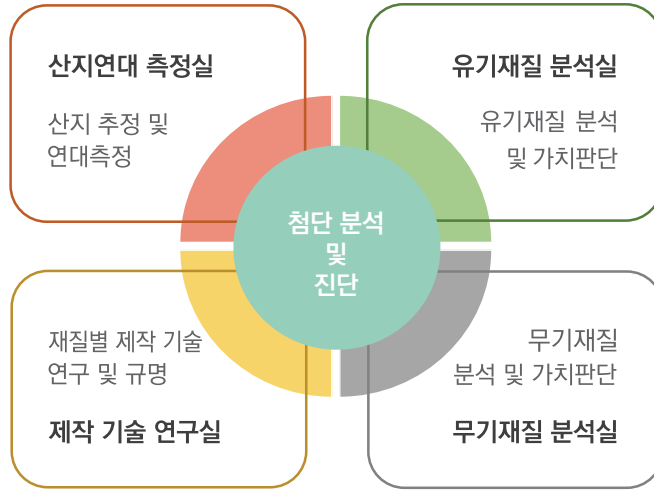 산지연대 측정실
산지 추정 및
연대측정
유기재질 분석실
유기재질 분석
및 가치판단
첨단 분석
및
진단
재질별 제작 기술
연구 및 규명
제작 기술 연구실
무기재질
분석 및 가치판단
무기재질 분석실